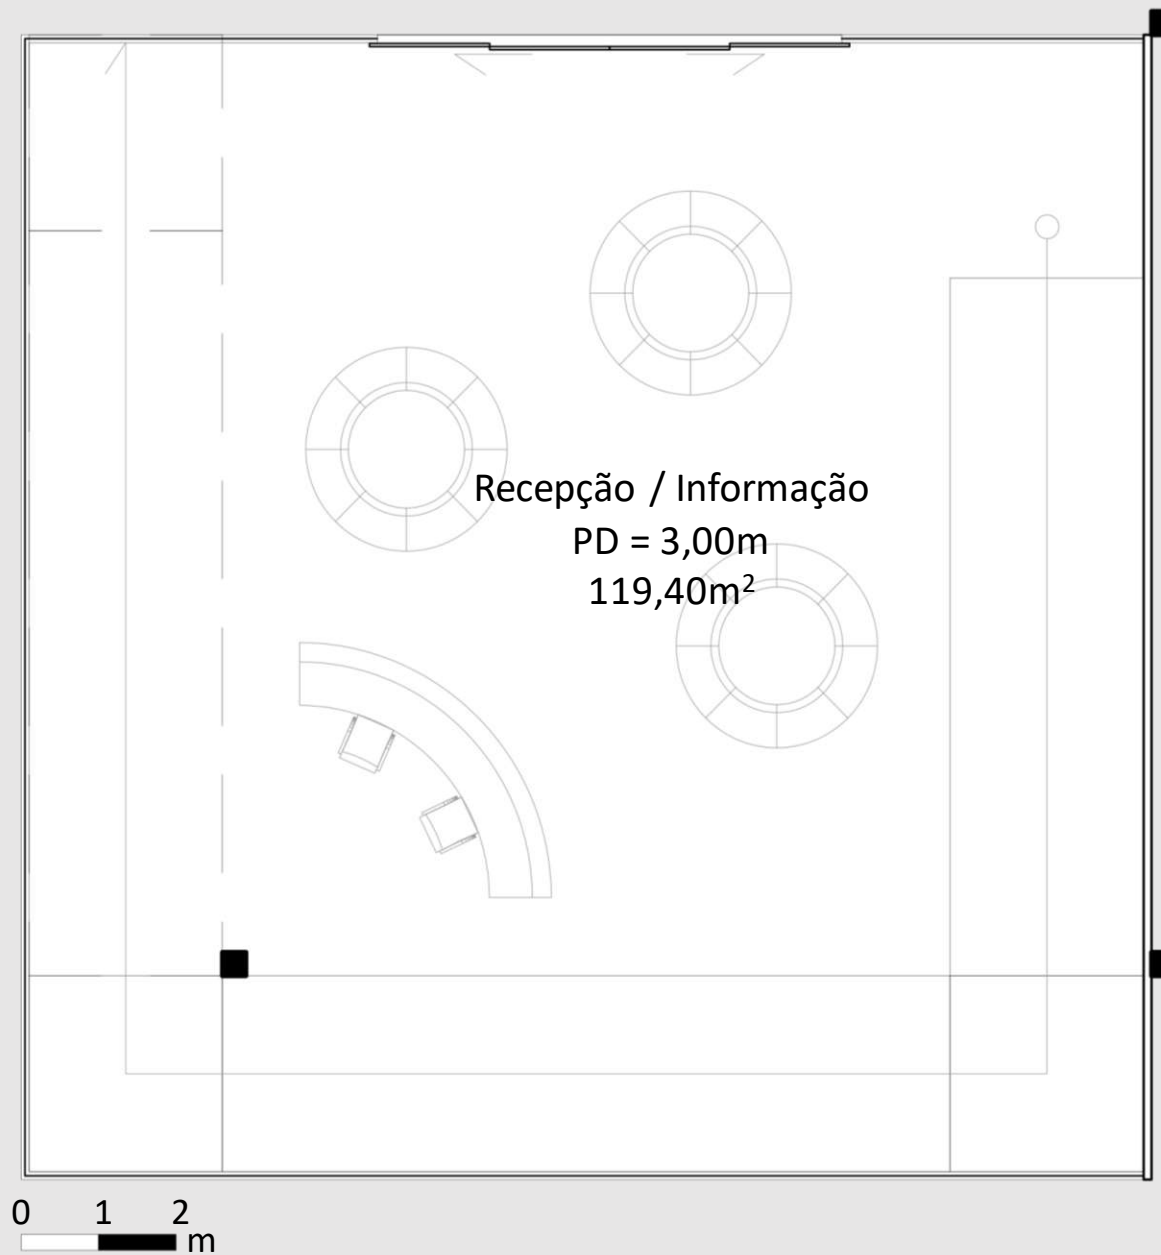 Recepção / Informação
PD = 3,00m
119,40m²
0 1 2
m